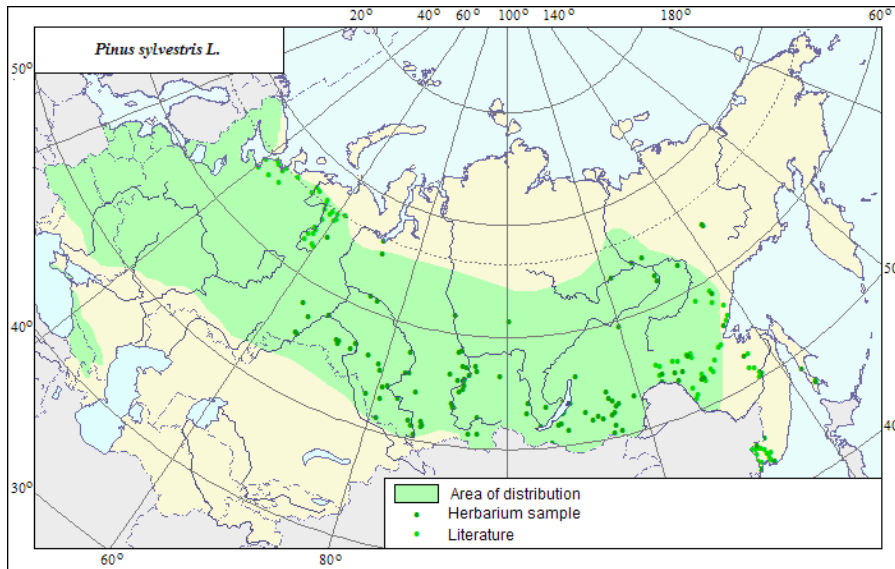 20° 40° 60° 100° 140° 180° 60°
Pinus sylvestris L.
50°
50
40°
40
30°
Area of distribution
Herbarium sample
Literature
60° 80°